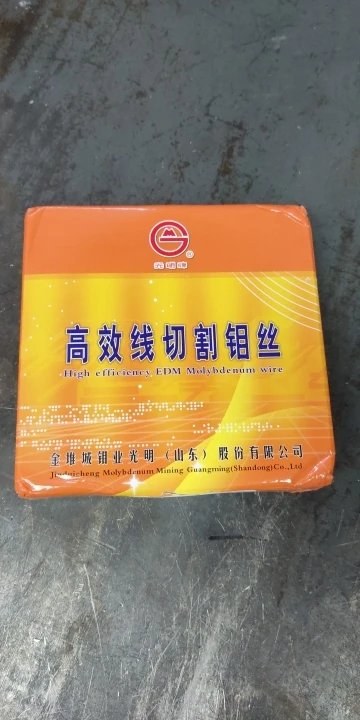 光明牌
高效线切割钼丝
High efficiency EDM Molybdenum wire
金堆城钼业光明（山东）股份有限公司
Jinduicheng Molybdenum Mining Guangming(Shandong)Co.,Ltd